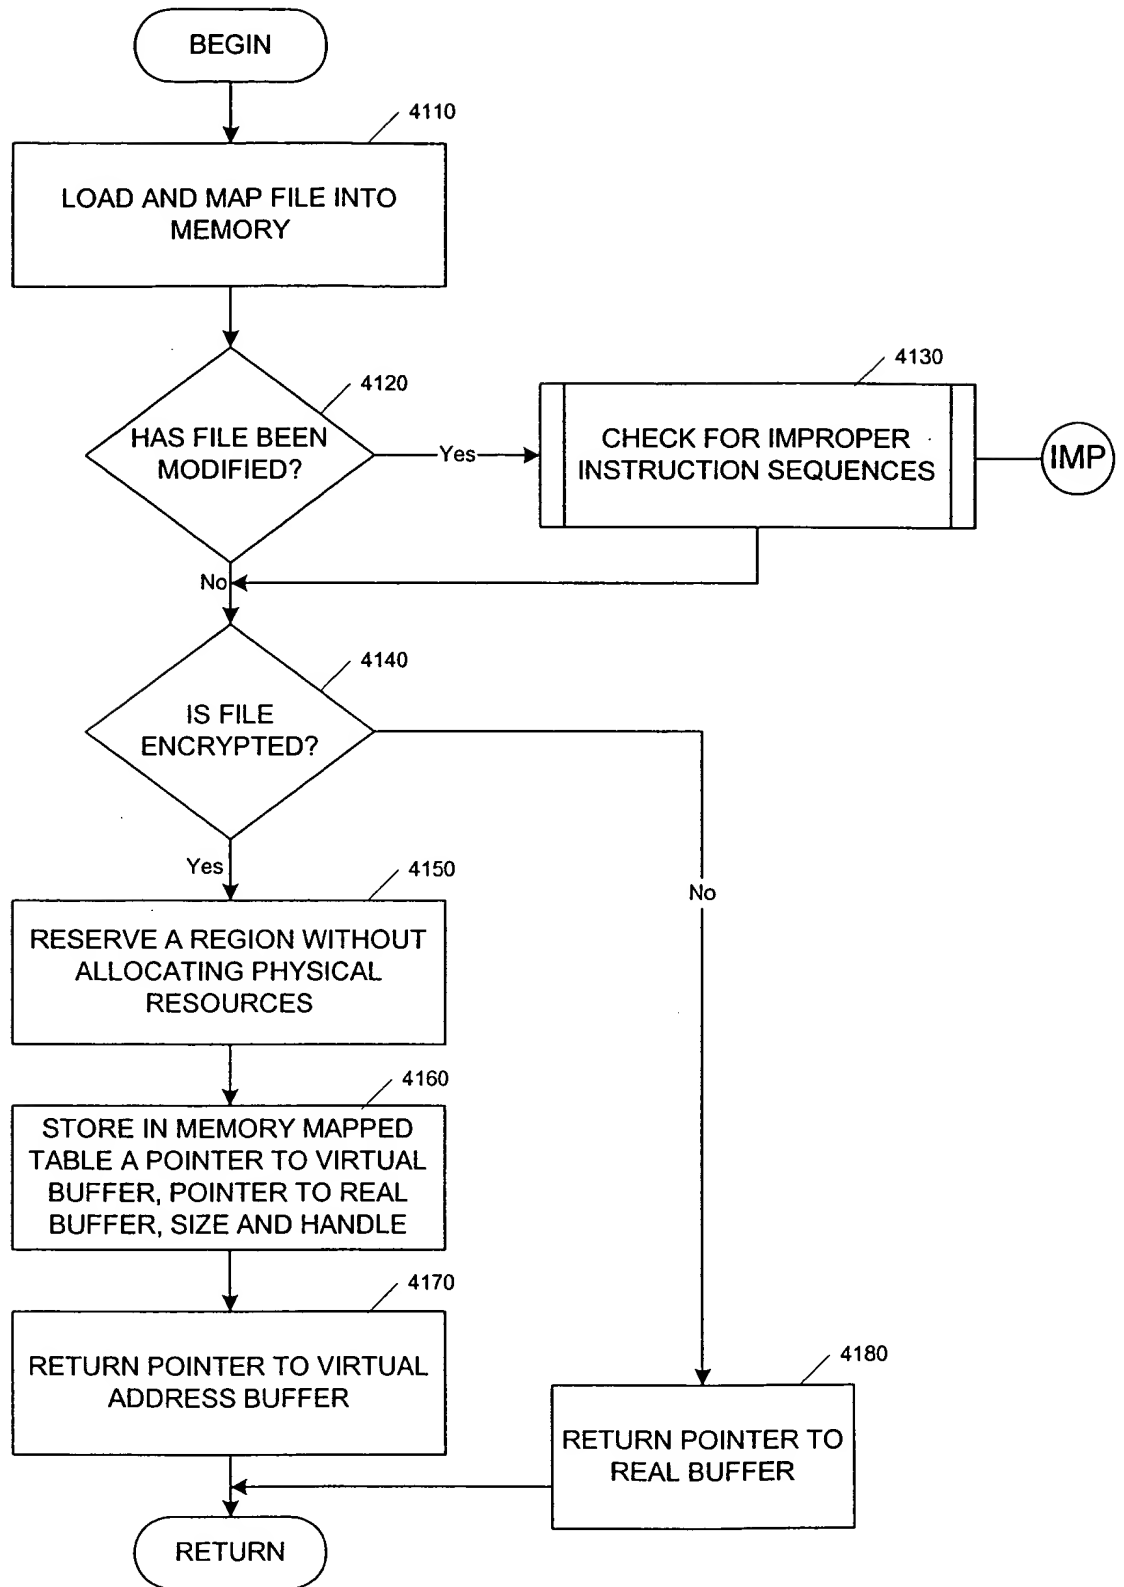 BEGIN
4110
LOAD AND MAP FILE INTO
MEMORY
4120
HAS FILE BEEN
MODIFIED?
Yes
4130
CHECK FOR IMPROPER
INSTRUCTION SEQUENCES
IMP
No
4140
IS FILE
ENCRYPTED?
Yes
No
4150
RESERVE A REGION WITHOUT
ALLOCATING PHYSICAL
RESOURCES
4160
STORE IN MEMORY MAPPED
TABLE A POINTER TO VIRTUAL
BUFFER, POINTER TO REAL
BUFFER, SIZE AND HANDLE
4170
RETURN POINTER TO VIRTUAL
ADDRESS BUFFER
4180
RETURN POINTER TO
REAL BUFFER
RETURN